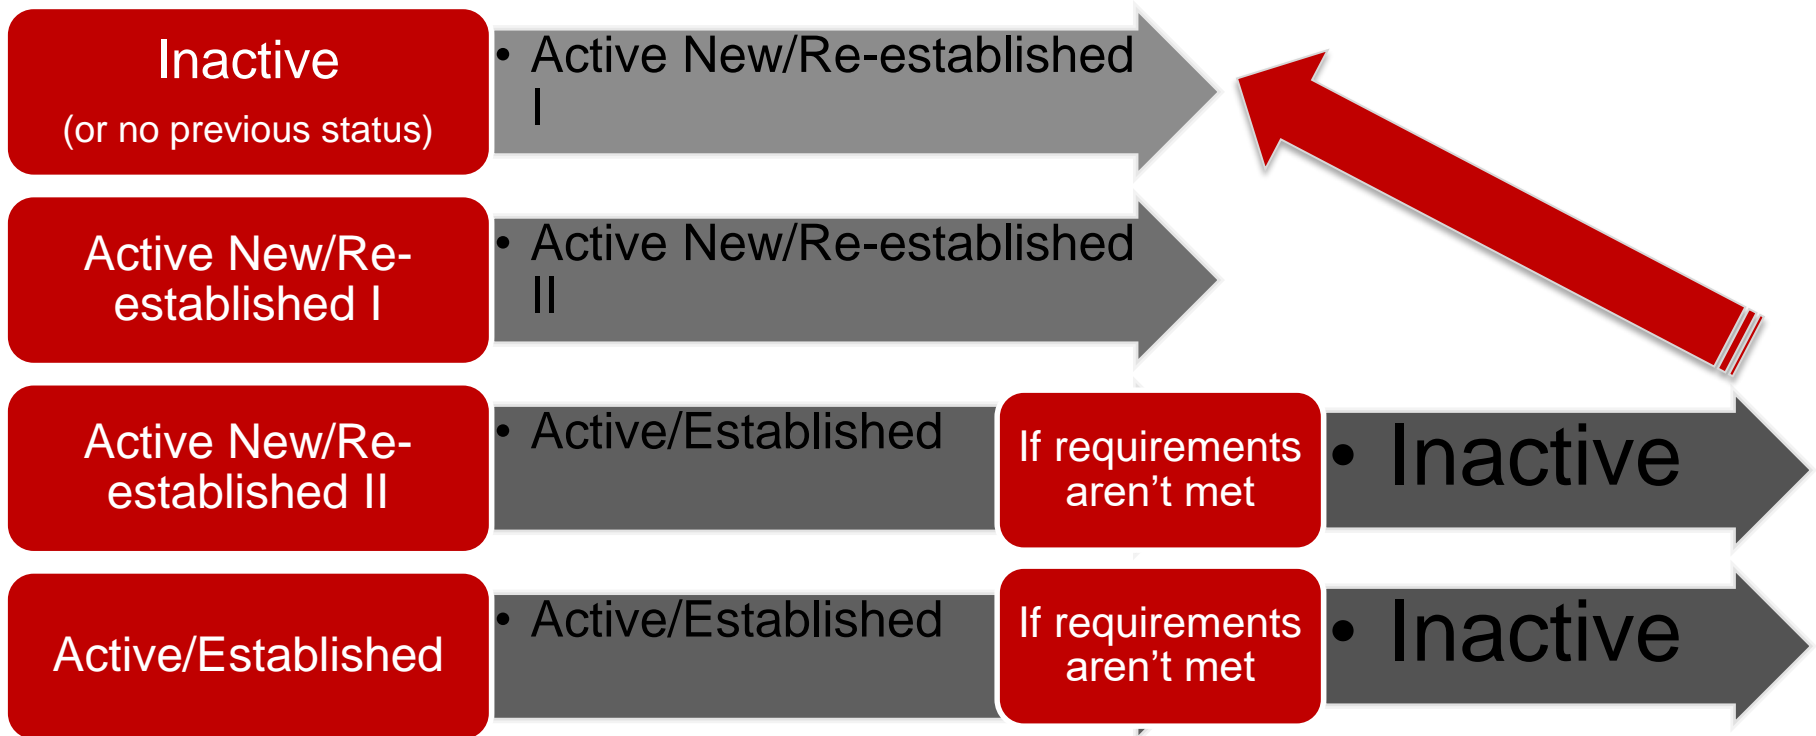 Inactive
(or no previous status)
• Active New/Re-established
I
Active New/Re-
established I
• Active New/Re-established
II
Active New/Re-
established II
• Active/Established
If requirements
aren’t met
• Inactive
Active/Established
• Active/Established
If requirements
aren’t met
• Inactive